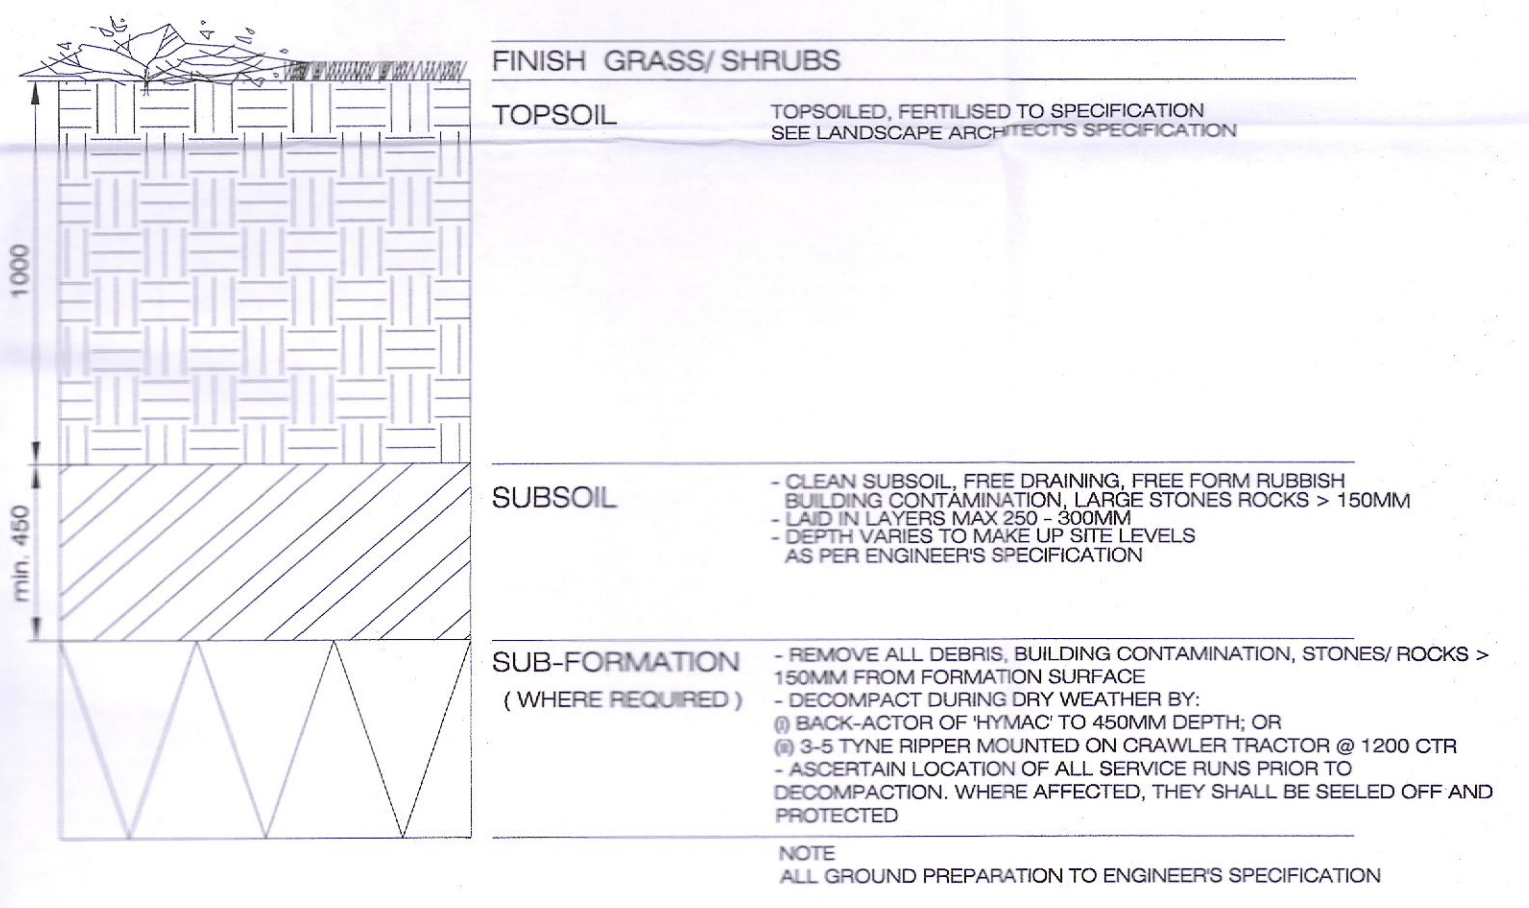 FINISH GRASS/ SHRUBS
TOPSOIL
TOPSOILED, FERTILISED TO SPECIFICATION
SEE LANDSCAPE ARCHITECT'S SPECIFICATION
1000
SUBSOIL
- CLEAN SUBSOIL, FREE DRAINING, FREE FORM RUBBISH
BUILDING CONTAMINATION, LARGE STONES ROCKS > 150MM
- LAID IN LAYERS MAX 250 - 300MM
- DEPTH VARIES TO MAKE UP SITE LEVELS
AS PER ENGINEER'S SPECIFICATION
min. 450
SUB-FORMATION
( WHERE REQUIRED )
- REMOVE ALL DEBRIS, BUILDING CONTAMINATION, STONES/ ROCKS >
150MM FROM FORMATION SURFACE
- DECOMPACT DURING DRY WEATHER BY:
(i) BACK-ACTOR OF 'HYMAC' TO 450MM DEPTH; OR
(ii) 3-5 TYNE RIPPER MOUNTED ON CRAWLER TRACTOR @ 1200 CTR
- ASCERTAIN LOCATION OF ALL SERVICE RUNS PRIOR TO
DECOMPACTION. WHERE AFFECTED, THEY SHALL BE SEELED OFF AND
PROTECTED
NOTE
ALL GROUND PREPARATION TO ENGINEER'S SPECIFICATION